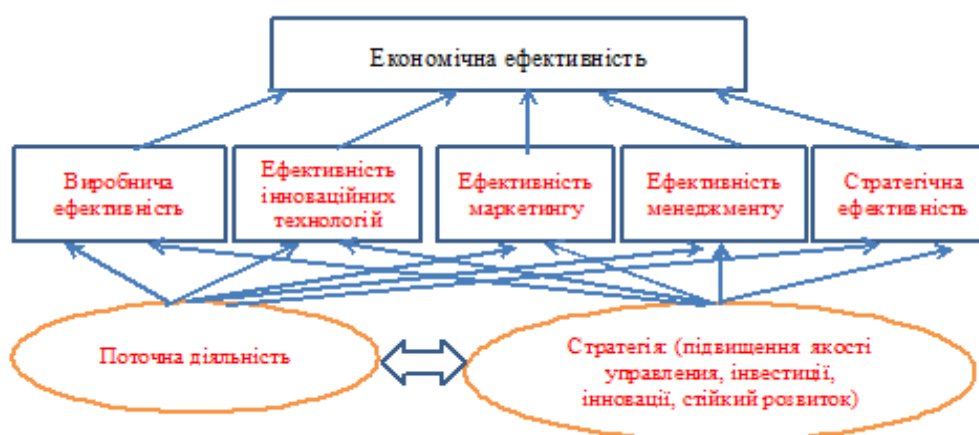 Економічна ефективність
Виробнича
ефективність
Ефективність
інноваційних
технологій
Ефективність
маркетингу
Ефективність
менеджменту
Стратегічна
ефективність
Поточна діяльність
Стратегія: (підвищення якості
управления, інвестиції,
інновації, стійкий розвиток)